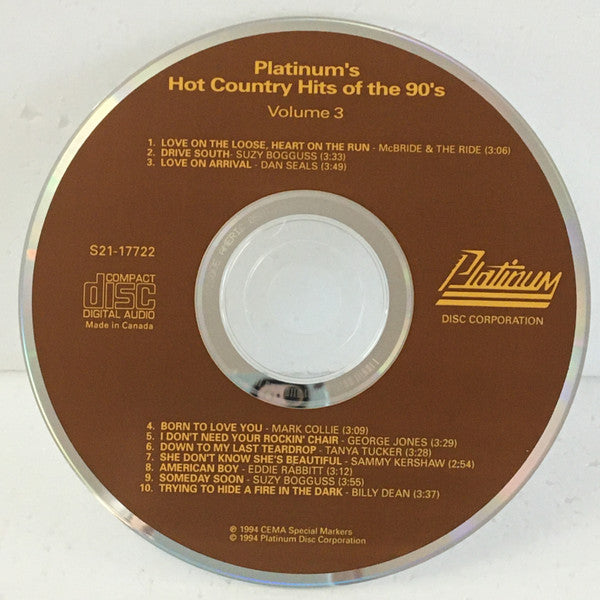 Platinum's
Hot Country Hits of the 90's
Volume 3
1. LOVE ON THE LOOSE, HEART ON THE RUN - McBRIDE & THE RIDE (3:06)
2. DRIVE SOUTH- SUZY BOGGUSS (3:33)
3. LOVE ON ARRIVAL - DAN SEALS (3:49)
S21-17722
COMPACT
disc
DIGITAL AUDIO
Made in Canada
Platinum
DISC CORPORATION
4. BORN TO LOVE YOU - MARK COLLIE (3:09)
5. I DON'T NEED YOUR ROCKIN' CHAIR - GEORGE JONES (3:29)
6. DOWN TO MY LAST TEARDROP - TANYA TUCKER (3:28)
7. SHE DON'T KNOW SHE'S BEAUTIFUL - SAMMY KERSHAW (2:54)
8. AMERICAN BOY - EDDIE RABBITT (3:12)
9. SOMEDAY SOON - SUZY BOGGUSS (3:55)
10. TRYING TO HIDE A FIRE IN THE DARK - BILLY DEAN (3:37)
℗ 1994 CEMA Special Markers
© 1994 Platinum Disc Corporation